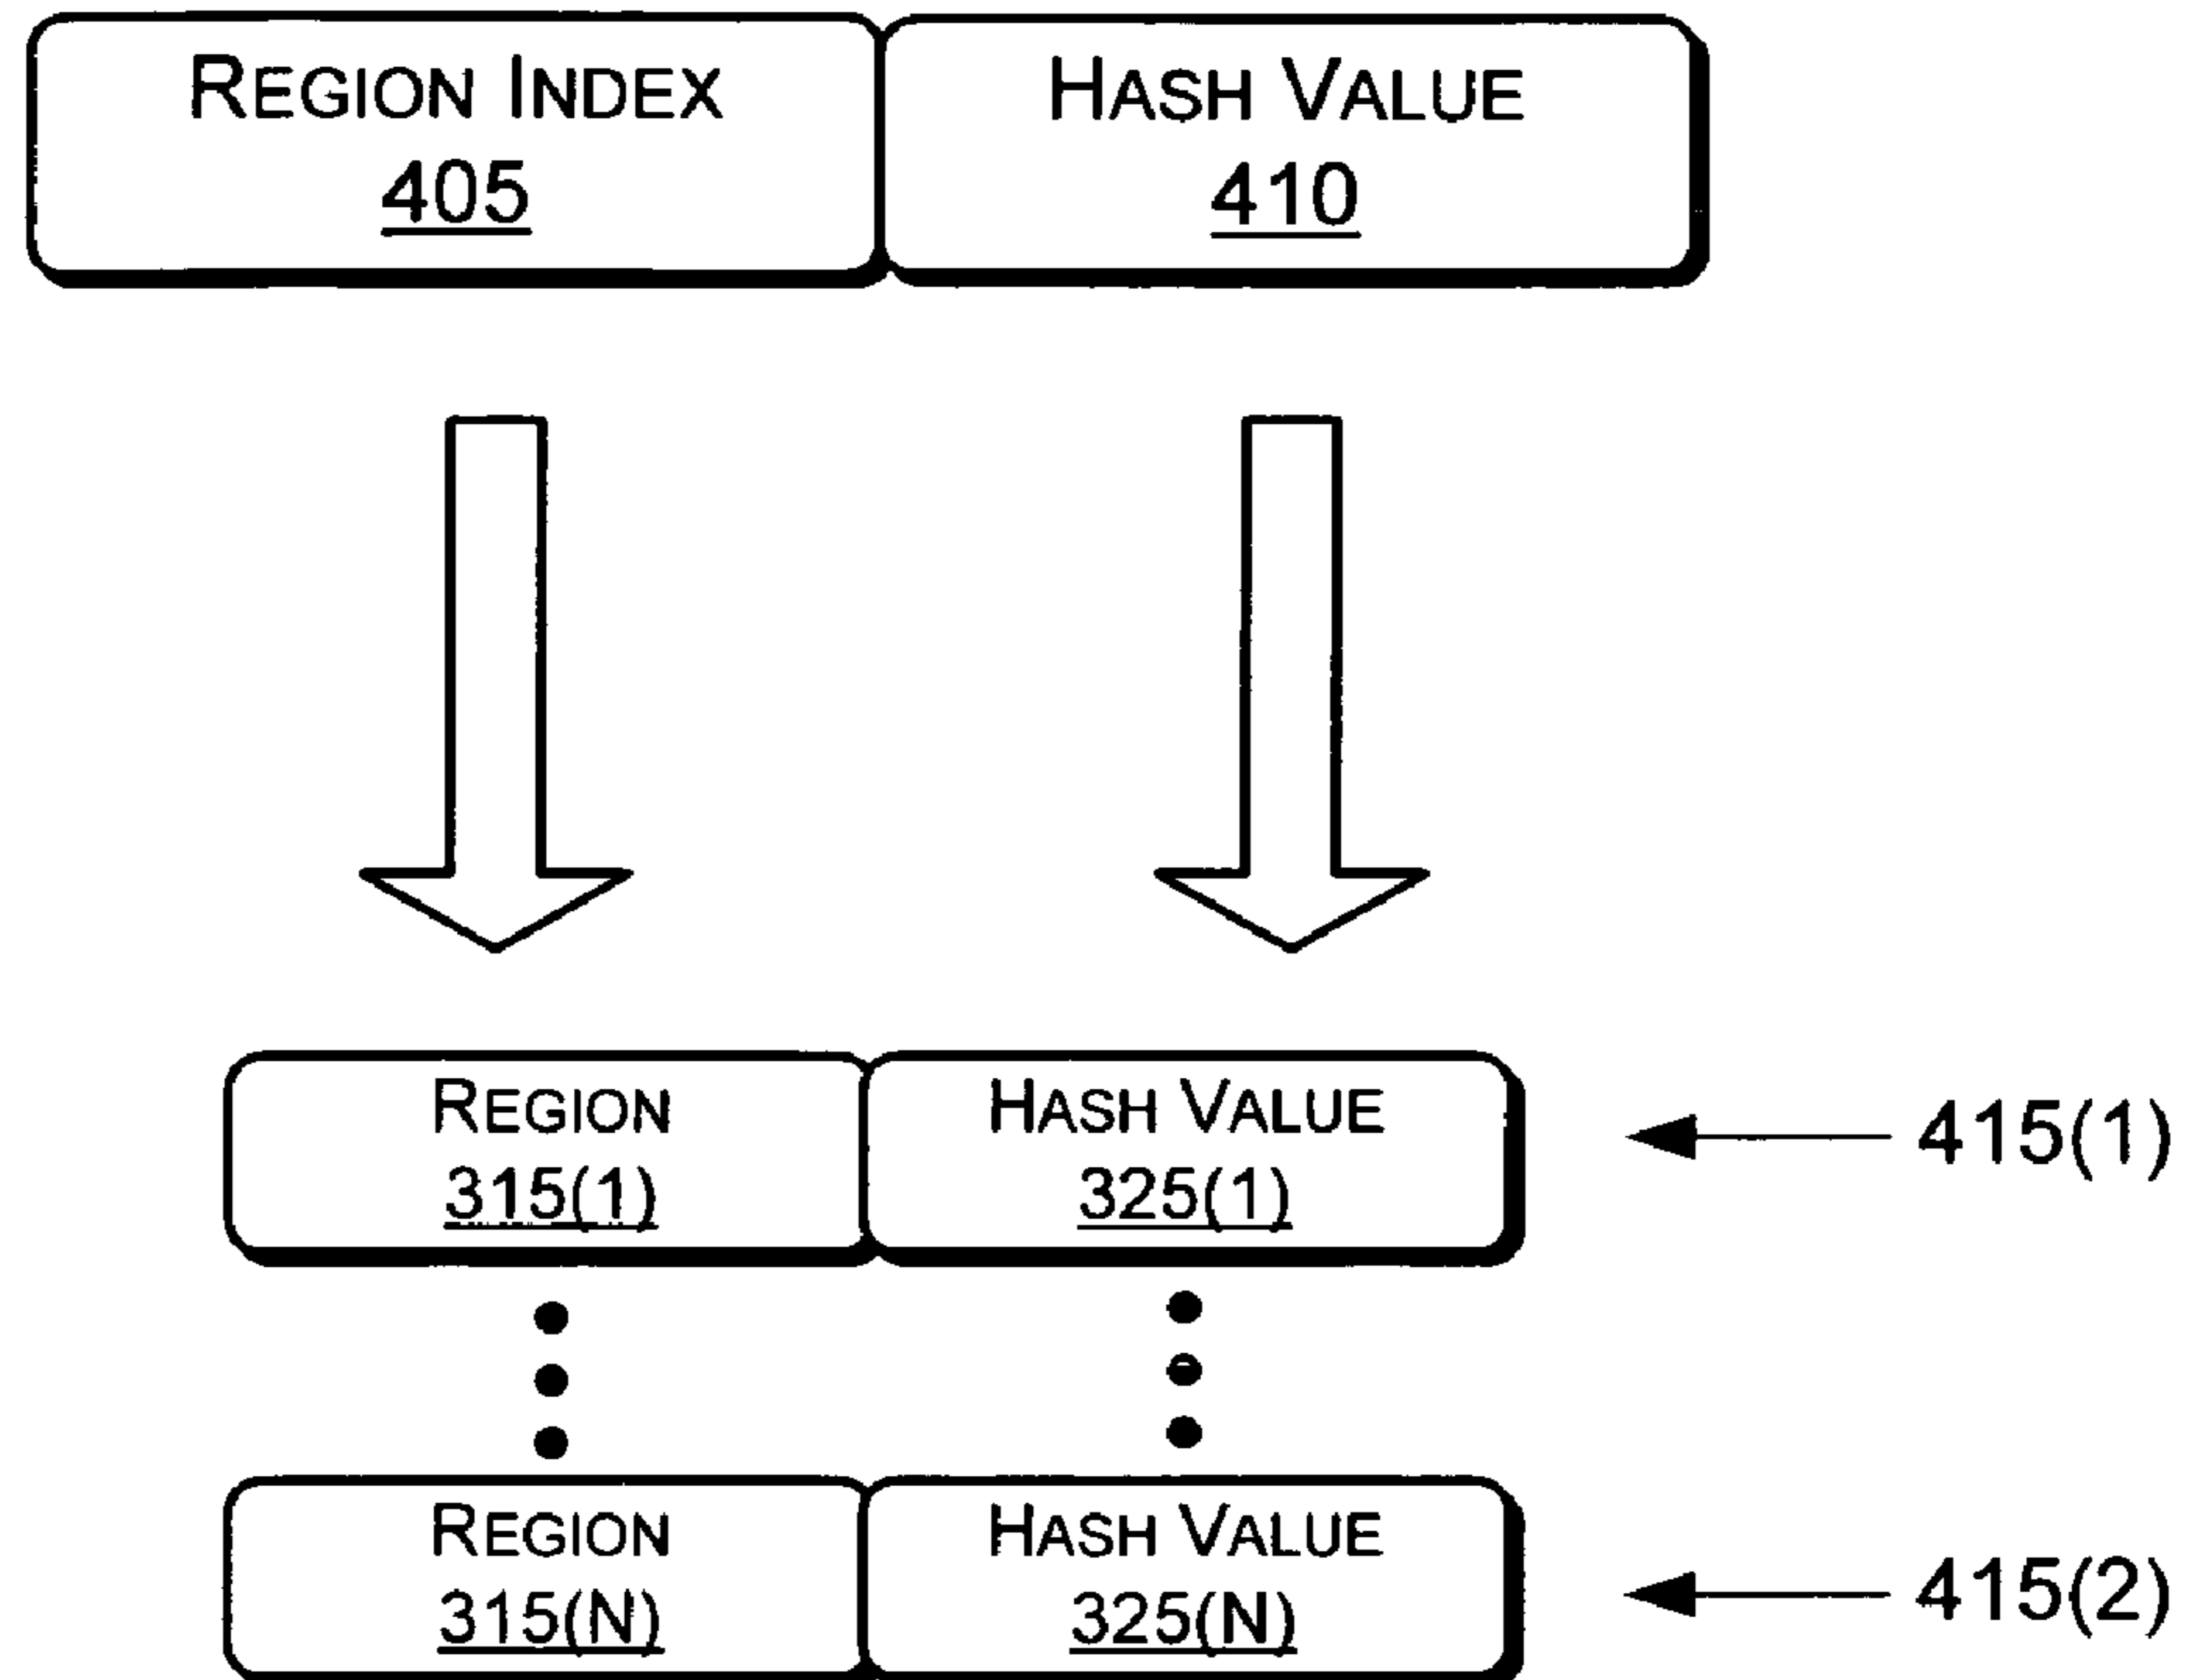 REGION INDEX HASH VALUE
405 410
REGION HASH VALUE
315(1) 325(1)
415(1)
REGION HASH VALUE
315(N) 325(N)
415(2)